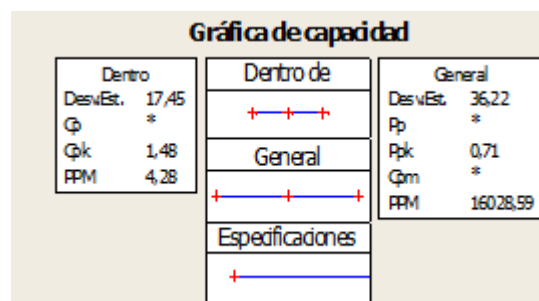 Gráfica de capacidad
Dentro
DesvEst. 17,45
Cp *
Cpk 1,48
PPM 4,28
Dentro de
General
Especificaciones
General
DesvEst. 36,22
Pp *
Ppk 0,71
Cpm *
PPM 16028,59